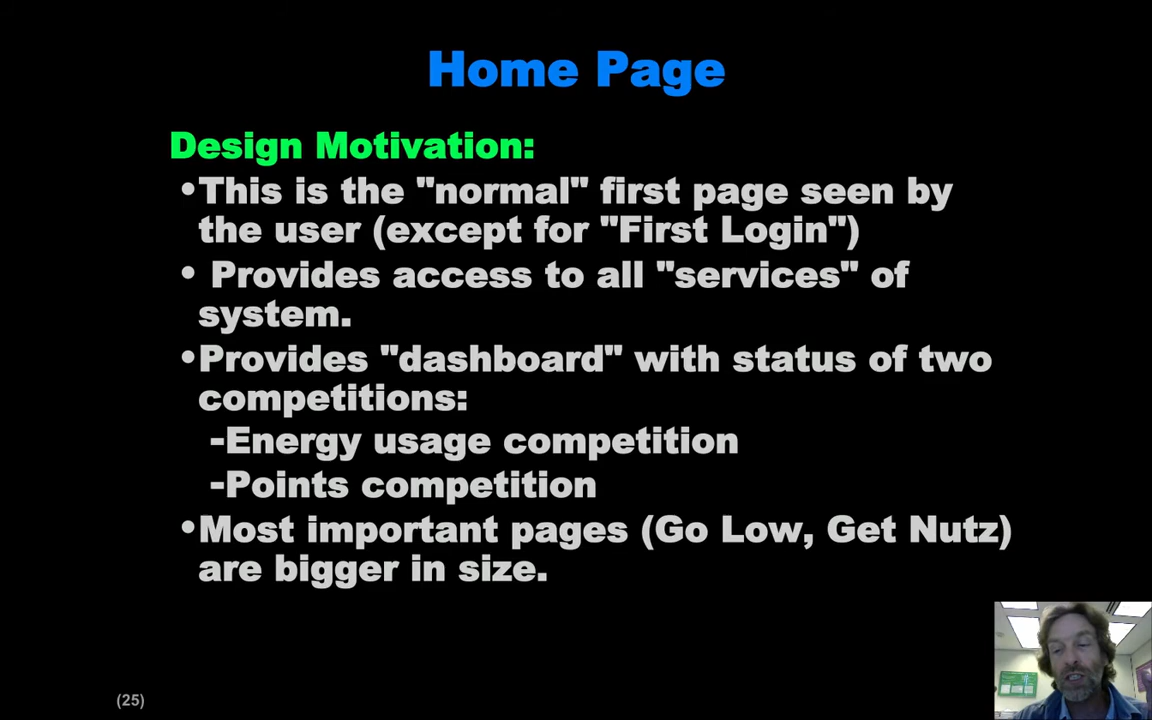 Home Page
Design Motivation:
•This is the "normal" first page seen by
the user (except for "First Login")
• Provides access to all "services" of
system.
•Provides "dashboard" with status of two
competitions:
-Energy usage competition
-Points competition
•Most important pages (Go Low, Get Nutz)
are bigger in size.
(25)